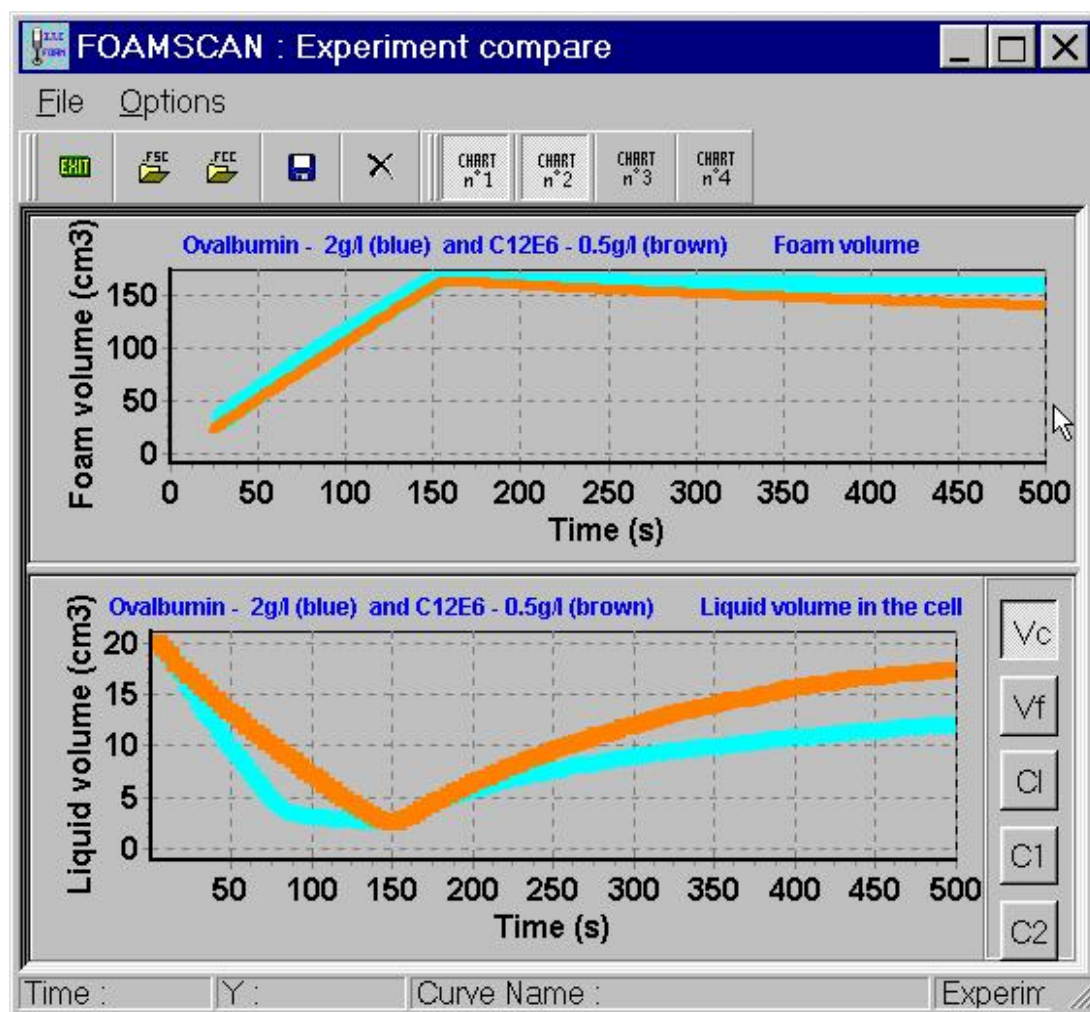 FOAMSCAN : Experiment compare
File Options
EXIT .FSC .FCC CHART n°1 CHART n°2 CHART n°3 CHART n°4
Ovalbumin - 2g/l (blue) and C12E6 - 0.5g/l (brown) Foam volume
Foam volume (cm3)
150
100
50
0
0 50 100 150 200 250 300 350 400 450 500
Time (s)
Ovalbumin - 2g/l (blue) and C12E6 - 0.5g/l (brown) Liquid volume in the cell
Liquid volume (cm3)
20
15
10
5
0
50 100 150 200 250 300 350 400 450 500
Time (s)
Vc
Vf
Cl
C1
C2
Time : Y : Curve Name : Experim